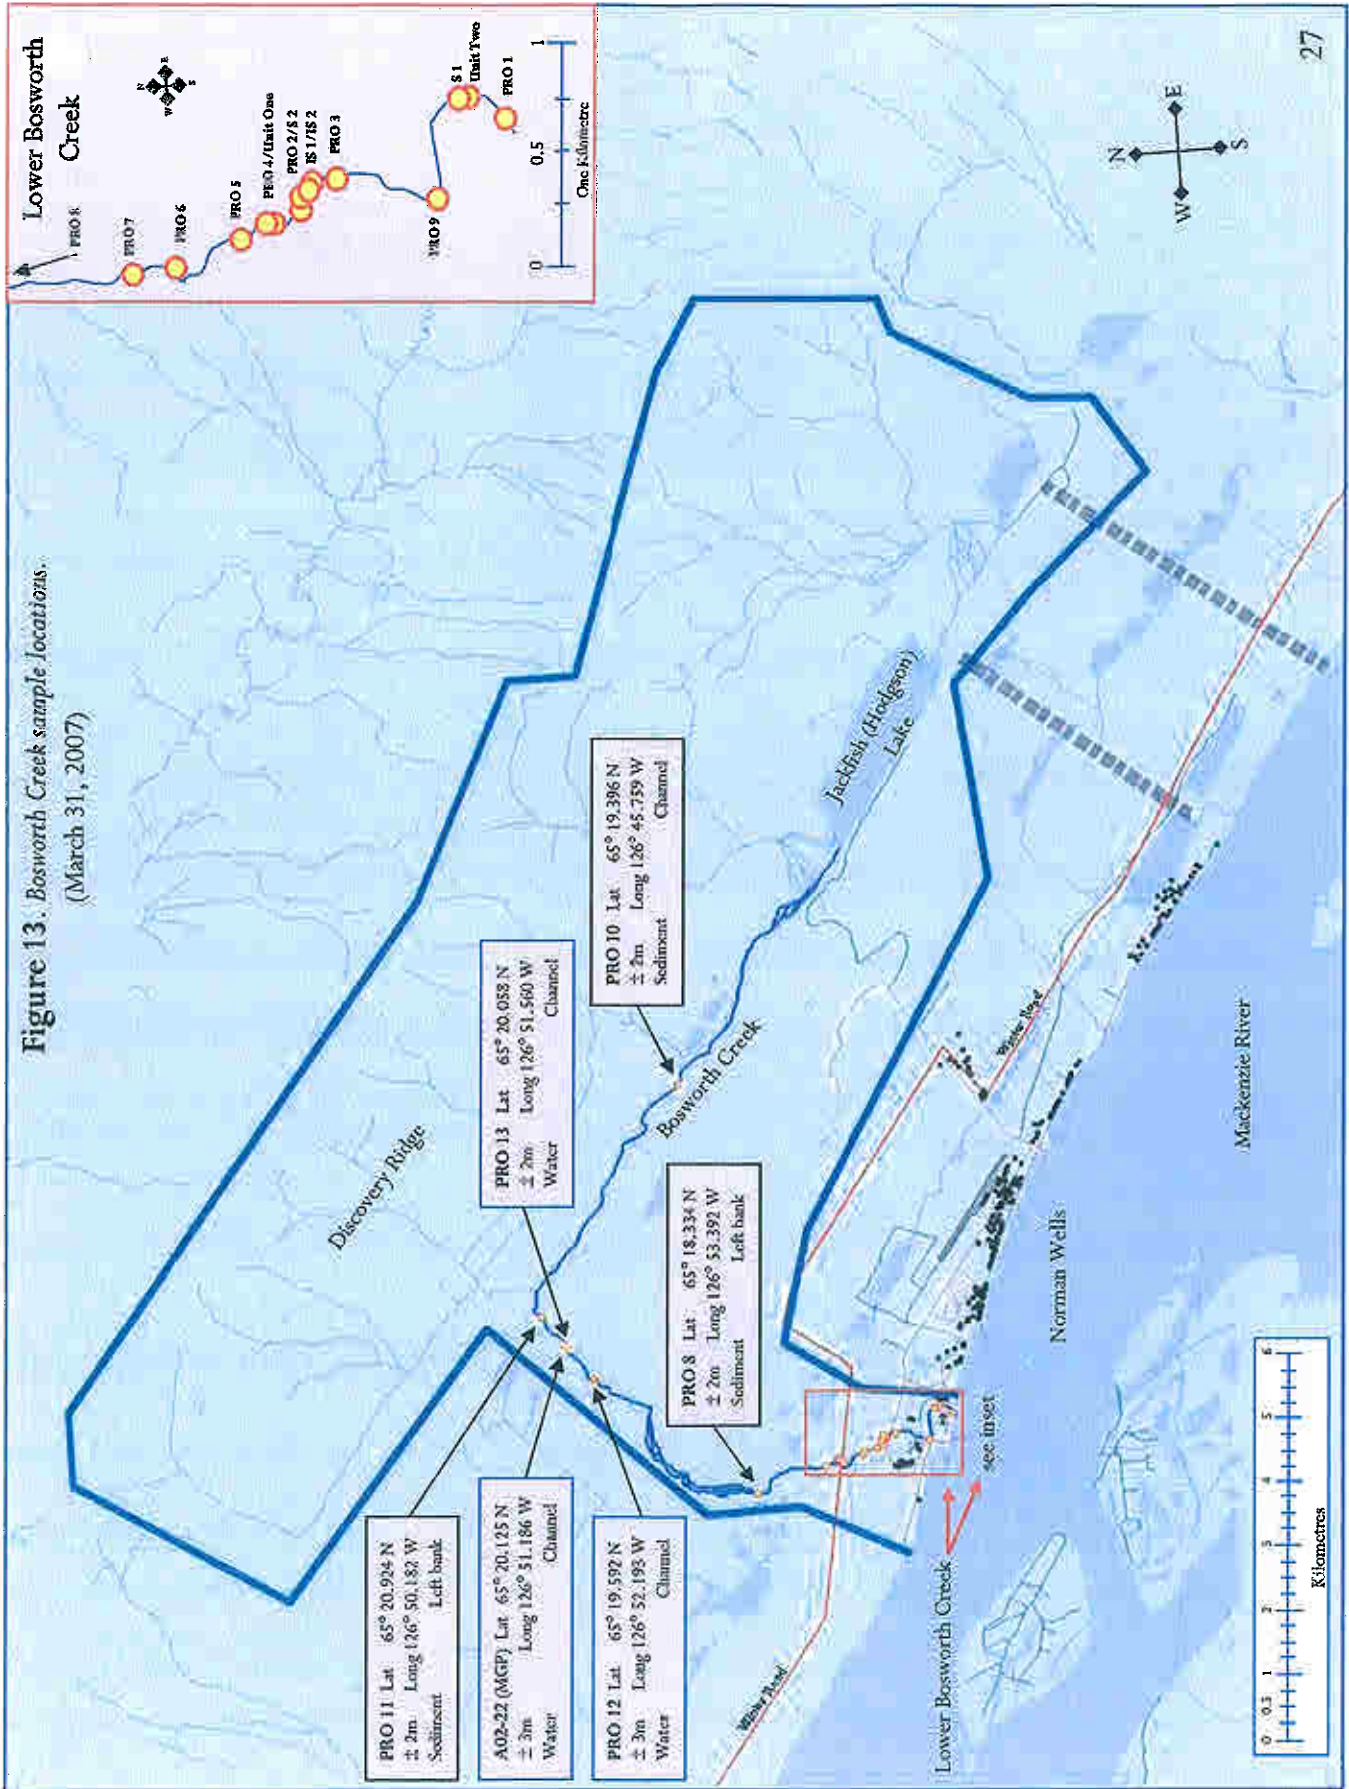 Figure 13. Bosworth Creek sample locations.
(March 31, 2007)
Lower Bosworth
Creek
N
W E
S
PRO 8
PRO 7
PRO 6
PRO 5
PRO 4/Unit One
PRO 2/S 2
IS 1/IS 2
PRO 3
PRO 9
S 1
Unit Two
PRO 1
0 0.5 1
One Kilometre
Discovery Ridge
PRO 13 Lat 65° 20.058 N
± 2m Long 126° 51.560 W
Water Channel
PRO 10 Lat 65° 19.396 N
± 2m Long 126° 45.759 W
Sediment Channel
PRO 11 Lat 65° 20.924 N
± 2m Long 126° 50.182 W
Sediment Left bank
A02-22 (MGP) Lat 65° 20.125 N
± 3m Long 126° 51.186 W
Water Channel
PRO 12 Lat 65° 19.592 N
± 3m Long 126° 52.193 W
Water Channel
PRO 8 Lat 65° 18.334 N
± 2m Long 126° 53.392 W
Sediment Left bank
Bosworth Creek
Jackfish (Hodgson)
Lake
Winter Road
Winter Road
Lower Bosworth Creek
see inset
Norman Wells
Mackenzie River
N
W E
S
0 0.5 1 2 3 4 5 6
Kilometres
27